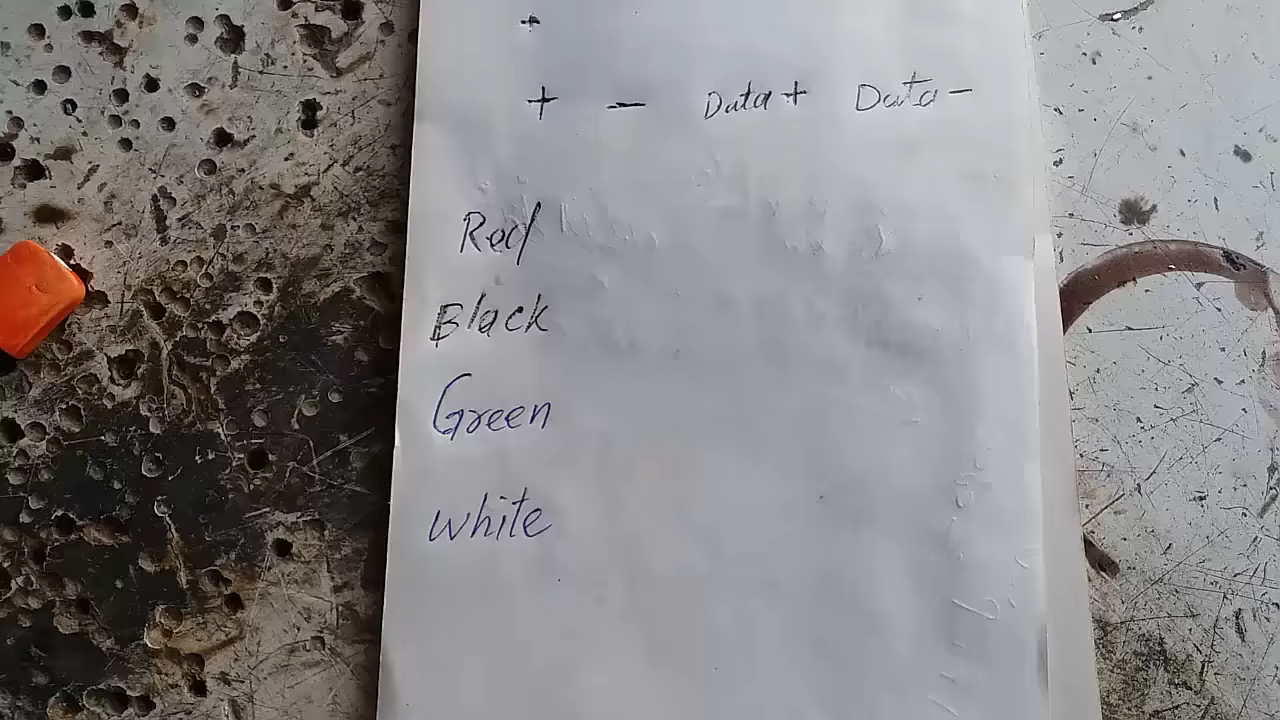 +
+ - Data+ Data-
Red
Black
Green
White